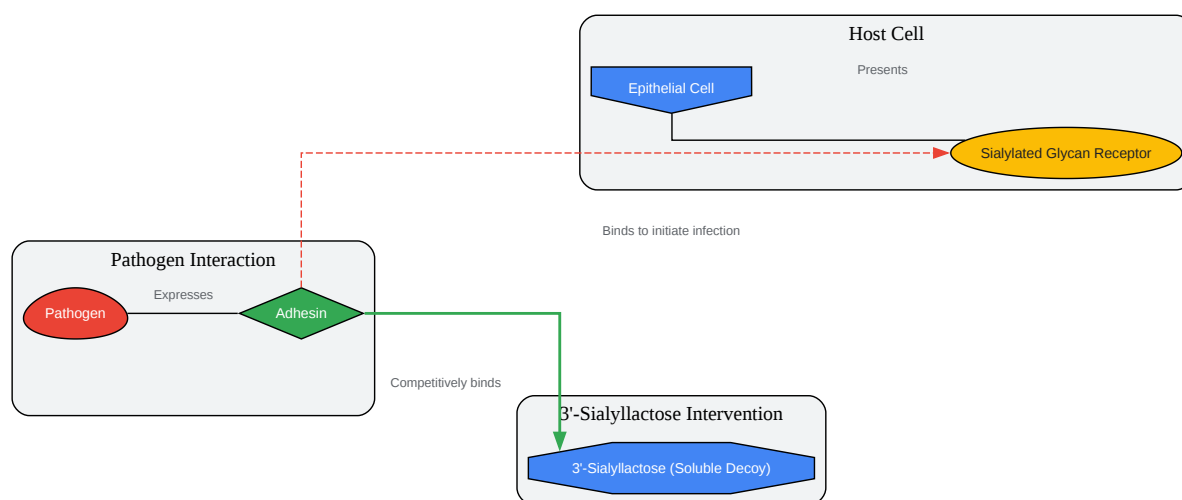 Host Cell
Presents
Epithelial Cell
Sialylated Glycan Receptor
Binds to initiate infection
Pathogen Interaction
Expresses
Pathogen
Adhesin
Competitively binds
3'-Sialyllactose Intervention
3'-Sialyllactose (Soluble Decoy)